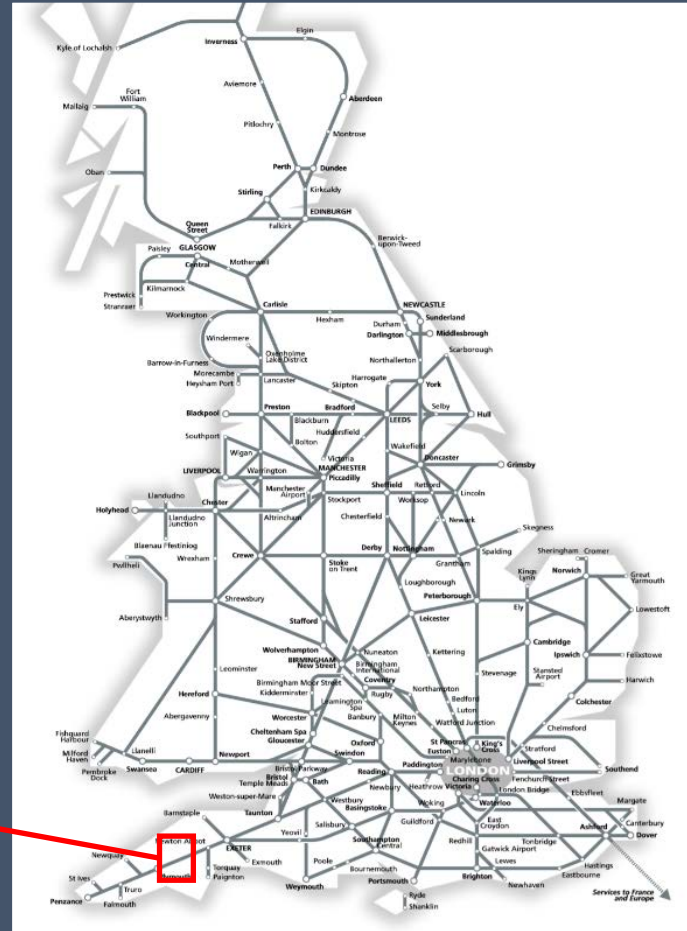 Kyle of Lochalsh
Inverness
Elgin
Aviemore
Aberdeen
Fort
William
Mallaig
Pitlochry
Montrose
Oban
Perth
Dundee
Stirling
Kirkcaldy
Queen
Street
Falkirk
EDINBURGH
Berwick-
upon-Tweed
GLASGOW
Paisley
Central
Motherwell
Kilmarnock
Prestwick
Stranraer
Carlisle
NEWCASTLE
Sunderland
Workington
Hexham
Durham
Darlington
Middlesbrough
Windermere
Oxenholme
Lake District
Northallerton
Scarborough
Barrow-in-Furness
Morecambe
Heysham Port
Lancaster
Harrogate
York
Skipton
Blackpool
Preston
Bradford
LEEDS
Selby
Hull
Blackburn
Southport
Bolton
Huddersfield
Wigan
Wakefield
Victoria
MANCHESTER
Piccadilly
Doncaster
Grimsby
LIVERPOOL
Warrington
Manchester
Airport
Stockport
Sheffield
Retford
Worksop
Lincoln
Llandudno
Chester
Holyhead
Llandudno
Junction
Altrincham
Chesterfield
Newark
Skegness
Blaenau Ffestiniog
Wrexham
Crewe
Stoke
on Trent
Derby
Nottingham
Grantham
Spalding
Sheringham
Cromer
Pwllheli
Kings
Lynn
Norwich
Great
Yarmouth
Loughborough
Peterborough
Ely
Aberystwyth
Shrewsbury
Stafford
Leicester
Lowestoft
Wolverhampton
Nuneaton
Cambridge
BIRMINGHAM
New Street
Birmingham
International
Kettering
Ipswich
Felixstowe
Leominster
Birmingham Moor Street
Coventry
Rugby
Stevenage
Stansted
Airport
Harwich
Hereford
Kidderminster
Leamington
Spa
Northampton
Bedford
Colchester
Abergavenny
Worcester
Banbury
Milton
Keynes
Luton
Watford Junction
Chelmsford
Fishguard
Harbour
Cheltenham Spa
Gloucester
Oxford
St Pancras
Euston
King's
Cross
Stratford
Milford
Haven
Llanelli
Newport
Swindon
Marylebone
Liverpool Street
Pembroke
Dock
Swansea
CARDIFF
Bristol Parkway
Reading
Paddington
LONDON
Fenchurch Street
Southend
Bristol
Temple Meads
Bath
Newbury
Heathrow
Charing Cross
Victoria
London Bridge
Ebbsfleet
Weston-super-Mare
Westbury
Basingstoke
Woking
Waterloo
Margate
Barnstaple
Taunton
Salisbury
Guildford
East
Croydon
Ashford
Canterbury
Dover
Newton Abbot
EXETER
Yeovil
Southampton
Central
Redhill
Tonbridge
Gatwick Airport
Newquay
Exmouth
Poole
Bournemouth
Lewes
Hastings
St Ives
Truro
Plymouth
Torquay
Paignton
Weymouth
Portsmouth
Brighton
Newhaven
Eastbourne
Penzance
Falmouth
Ryde
Shanklin
Services to France
and Europe